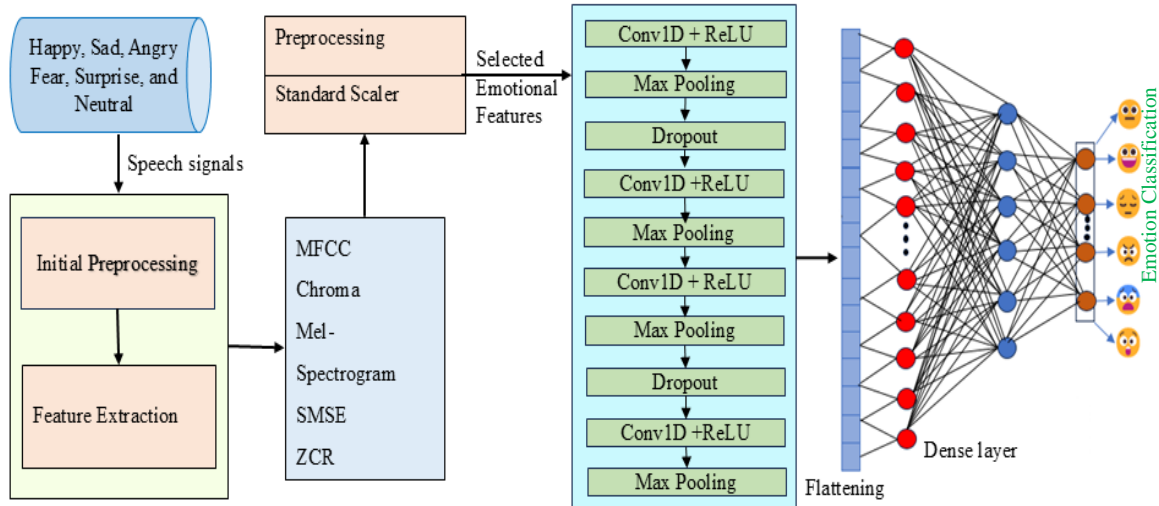 Happy, Sad, Angry
Fear, Surprise, and
Neutral
Speech signals
Initial Preprocessing
Feature Extraction
MFCC
Chroma
Mel-
Spectrogram
SMSE
ZCR
Preprocessing
Standard Scaler
Selected
Emotional
Features
Conv1D + ReLU
Max Pooling
Dropout
Conv1D +ReLU
Max Pooling
Conv1D + ReLU
Max Pooling
Dropout
Conv1D +ReLU
Max Pooling
Flattening
Dense layer
Emotion Classification